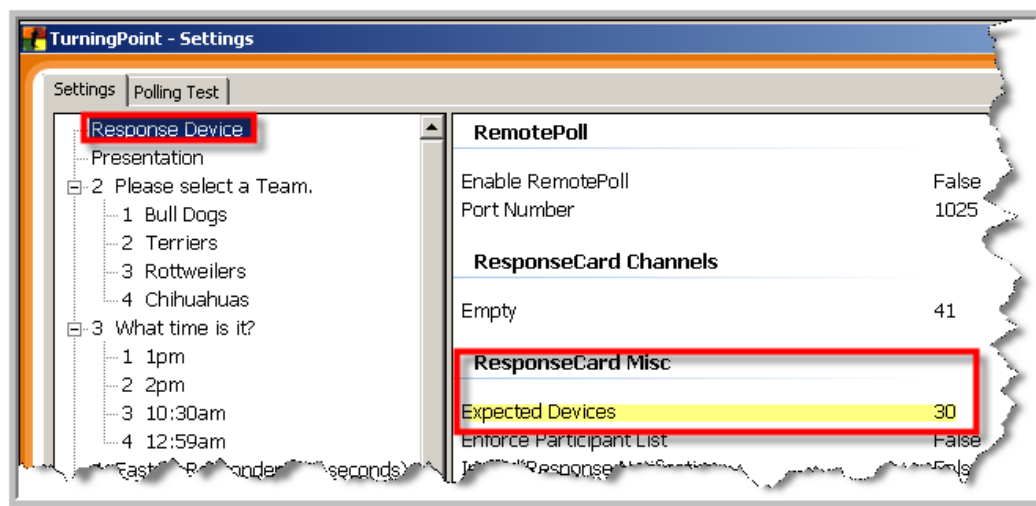 TurningPoint - Settings
Settings
Polling Test
Response Device
Presentation
2 Please select a Team.
1 Bull Dogs
2 Terriers
3 Rottweilers
4 Chihuahuas
3 What time is it?
1 1pm
2 2pm
3 10:30am
4 12:59am
seconds)
RemotePoll
Enable RemotePoll False
Port Number 1025
ResponseCard Channels
Empty 41
ResponseCard Misc
Expected Devices 30
Enforce Participant List False